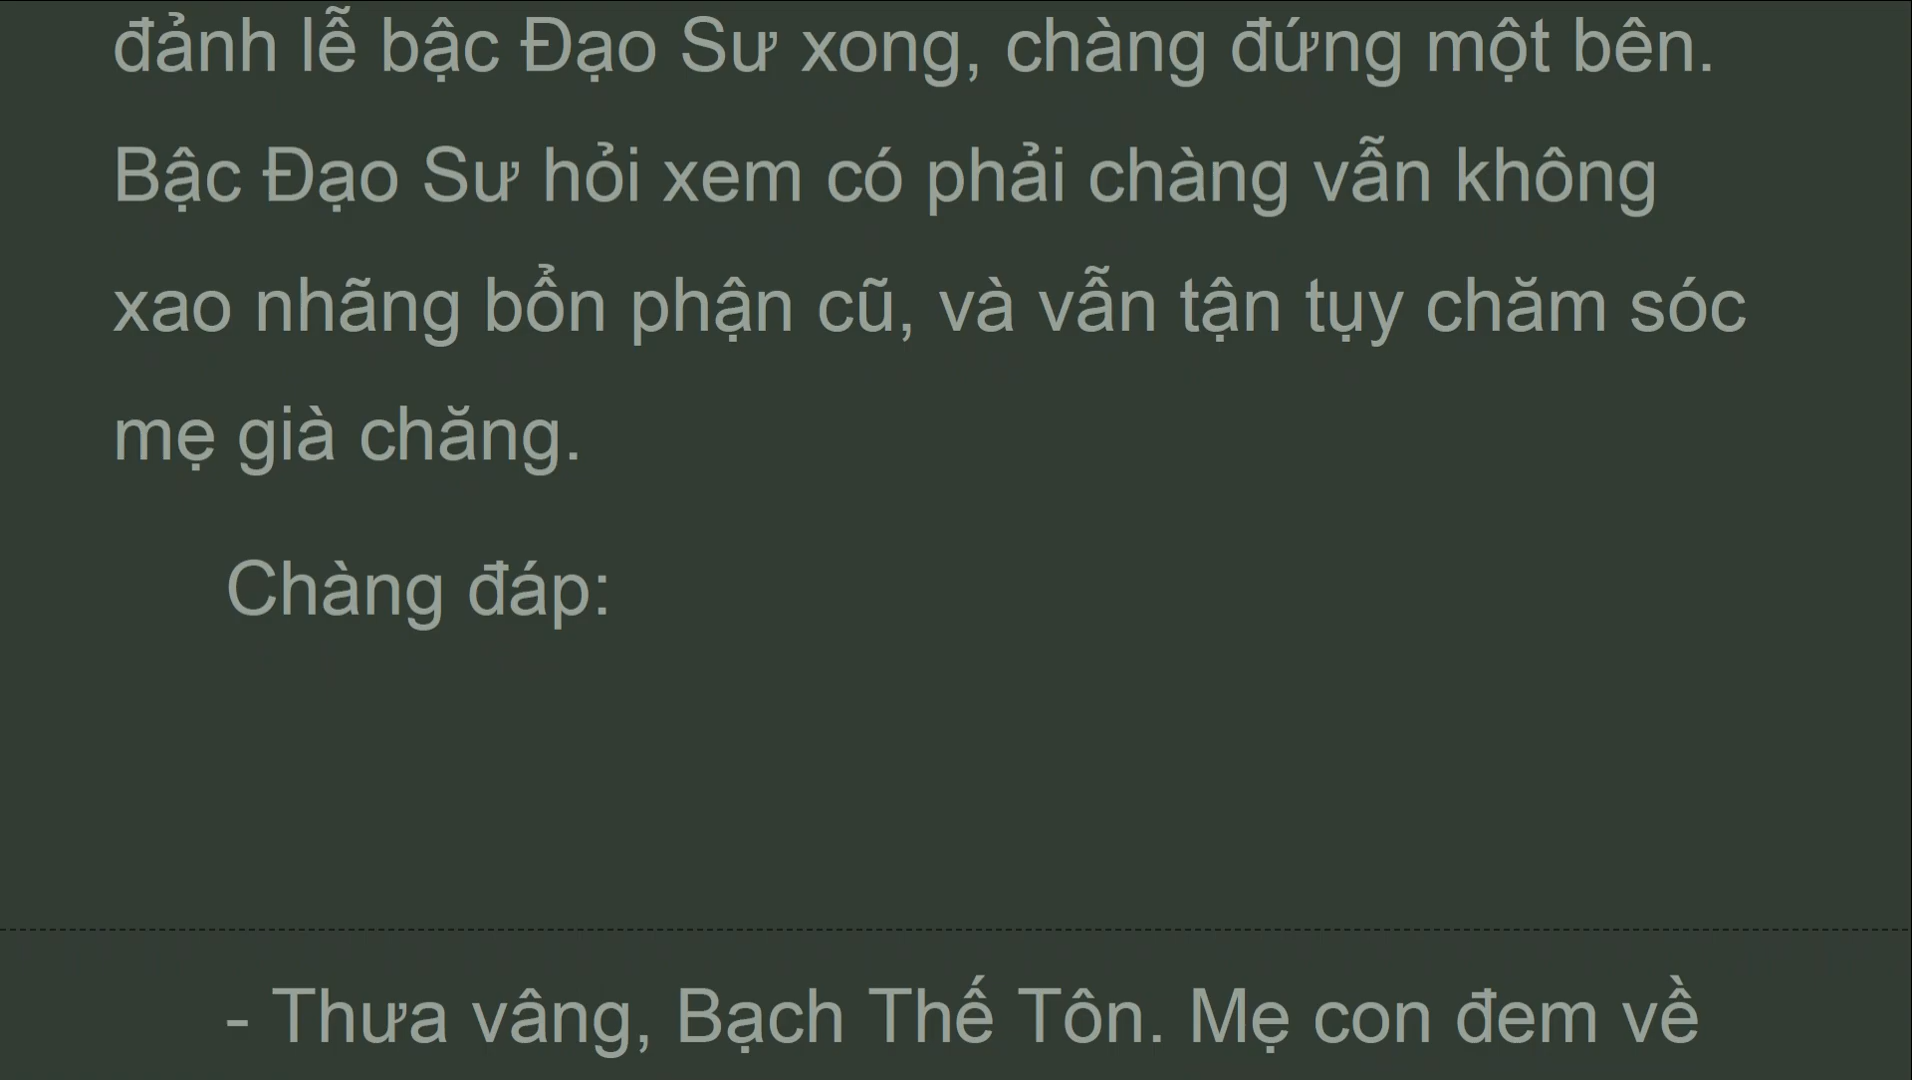 đảnh lễ bậc Đạo Sư xong, chàng đứng một bên.
Bậc Đạo Sư hỏi xem có phải chàng vẫn không
xao nhãng bổn phận cũ, và vẫn tận tụy chăm sóc
mẹ già chăng.
Chàng đáp:
- Thưa vâng, Bạch Thế Tôn. Mẹ con đem về